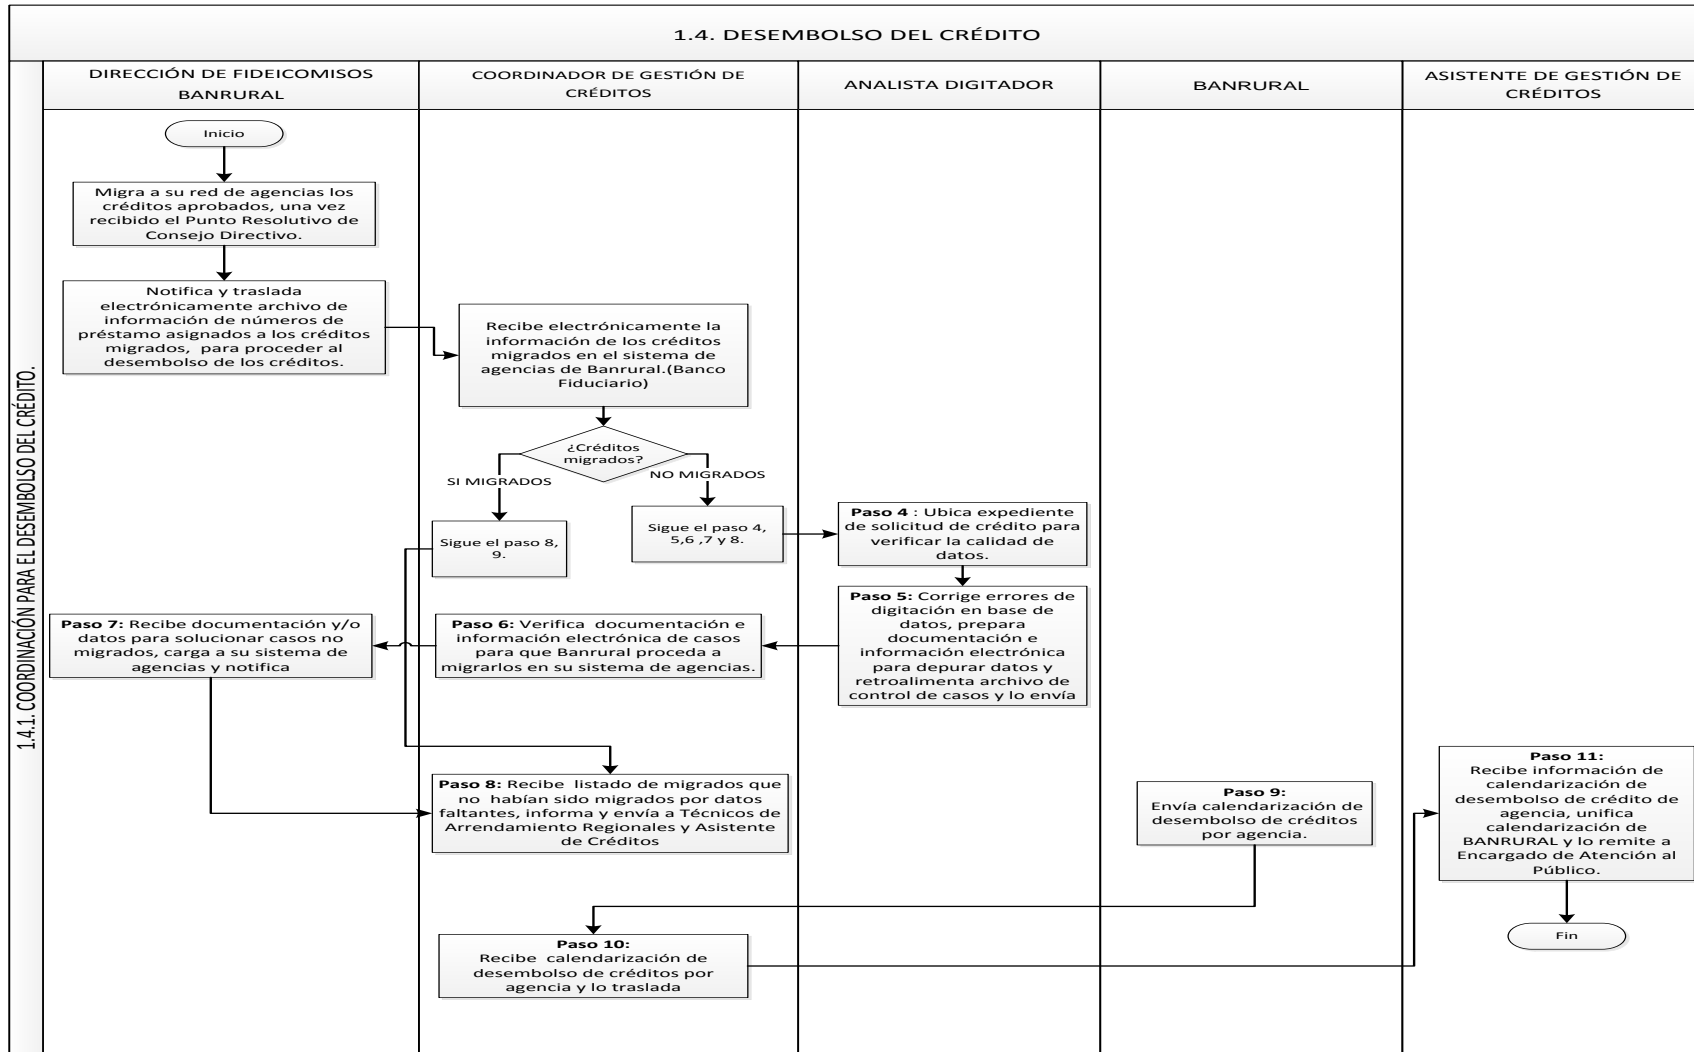 1.4. DESEMBOLSO DEL CRÉDITO
1.4.1. COORDINACIÓN PARA EL DESEMBOLSO DEL CRÉDITO.
DIRECCIÓN DE FIDEICOMISOS
BANRURAL
COORDINADOR DE GESTIÓN DE
CRÉDITOS
ANALISTA DIGITADOR
BANRURAL
ASISTENTE DE GESTIÓN DE
CRÉDITOS
Inicio
Migra a su red de agencias los
créditos aprobados, una vez
recibido el Punto Resolutivo de
Consejo Directivo.
Notifica y traslada
electrónicamente archivo de
información de números de
préstamo asignados a los créditos
migrados, para proceder al
desembolso de los créditos.
Recibe electrónicamente la
información de los créditos
migrados en el sistema de
agencias de Banrural.(Banco
Fiduciario)
¿Créditos
migrados?
SI MIGRADOS
NO MIGRADOS
Sigue el paso 8,
9.
Sigue el paso 4,
5,6 ,7 y 8.
Paso 4 : Ubica expediente
de solicitud de crédito para
verificar la calidad de
datos.
Paso 5: Corrige errores de
digitación en base de
datos, prepara
documentación e
información electrónica
para depurar datos y
retroalimenta archivo de
control de casos y lo envía
Paso 6: Verifica documentación e
información electrónica de casos
para que Banrural proceda a
migrarlos en su sistema de agencias.
Paso 7: Recibe documentación y/o
datos para solucionar casos no
migrados, carga a su sistema de
agencias y notifica
Paso 8: Recibe listado de migrados que
no habían sido migrados por datos
faltantes, informa y envía a Técnicos de
Arrendamiento Regionales y Asistente
de Créditos
Paso 9:
Envía calendarización de
desembolso de créditos
por agencia.
Paso 10:
Recibe calendarización de
desembolso de créditos por
agencia y lo traslada
Paso 11:
Recibe información de
calendarización de
desembolso de crédito de
agencia, unifica
calendarización de
BANRURAL y lo remite a
Encargado de Atención al
Público.
Fin